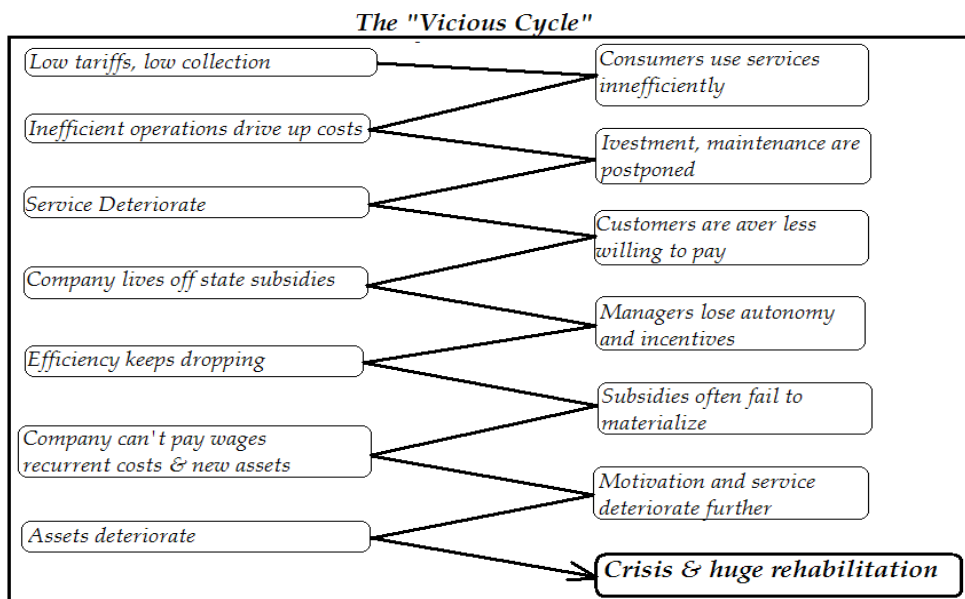 The "Vicious Cycle"
Low tariffs, low collection
Consumers use services
innefficiently
Inefficient operations drive up costs
Ivestment, maintenance are
postponed
Service Deteriorate
Customers are aver less
willing to pay
Company lives off state subsidies
Managers lose autonomy
and incentives
Efficiency keeps dropping
Subsidies often fail to
materialize
Company can't pay wages
recurrent costs & new assets
Motivation and service
deteriorate further
Assets deteriorate
Crisis & huge rehabilitation